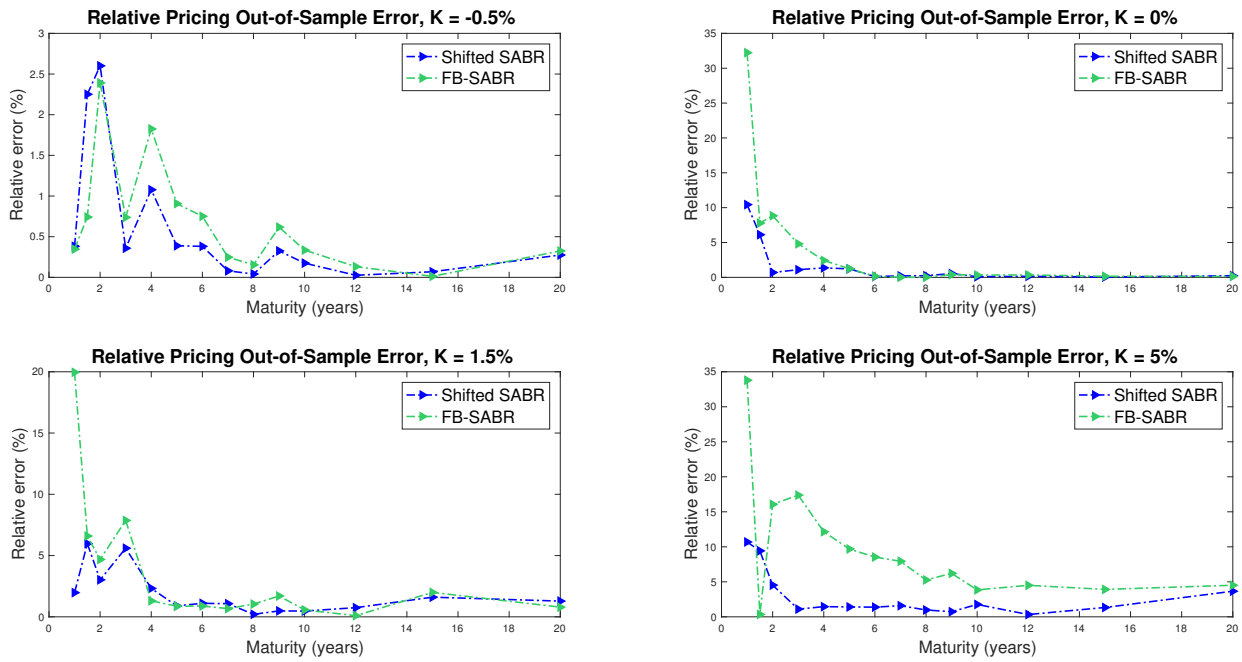 Relative Pricing Out-of-Sample Error, K = -0.5%
3
2.5
2
1.5
1
0.5
0
Relative error (%)
Shifted SABR
FB-SABR
0 2 4 6 8 10 12 14 16 18 20
Maturity (years)
Relative Pricing Out-of-Sample Error, K = 0%
35
30
25
20
15
10
5
0
Relative error (%)
Shifted SABR
FB-SABR
0 2 4 6 8 10 12 14 16 18 20
Maturity (years)
Relative Pricing Out-of-Sample Error, K = 1.5%
20
15
10
5
0
Relative error (%)
Shifted SABR
FB-SABR
0 2 4 6 8 10 12 14 16 18 20
Maturity (years)
Relative Pricing Out-of-Sample Error, K = 5%
35
30
25
20
15
10
5
0
Relative error (%)
Shifted SABR
FB-SABR
0 2 4 6 8 10 12 14 16 18 20
Maturity (years)